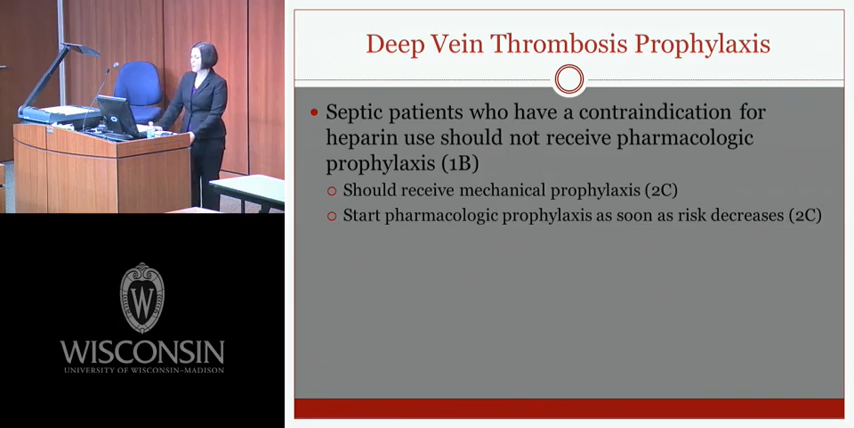 Deep Vein Thrombosis Prophylaxis
• Septic patients who have a contraindication for
heparin use should not receive pharmacologic
prophylaxis (1B)
○ Should receive mechanical prophylaxis (2C)
○ Start pharmacologic prophylaxis as soon as risk decreases (2C)
W
WISCONSIN
UNIVERSITY OF WISCONSIN–MADISON